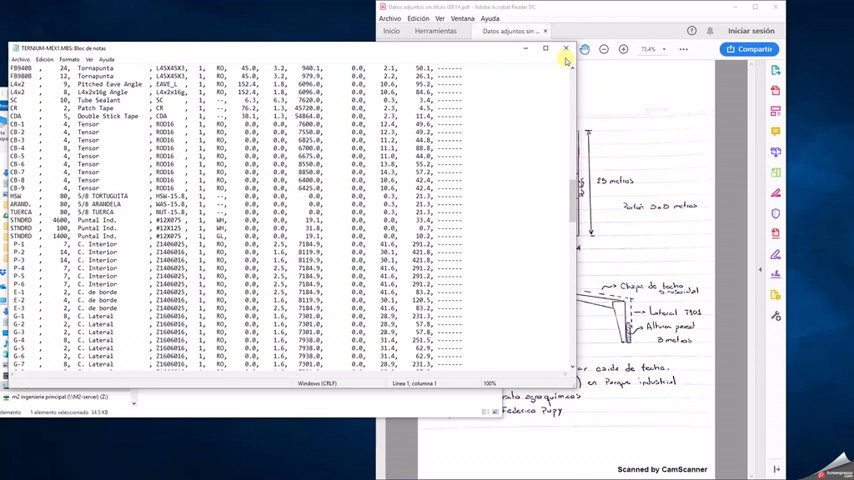 Datos adjuntos sin título 00014.pdf - Adobe Acrobat Reader DC
Archivo Edición Ver Ventana Ayuda
Inicio Herramientas Datos adjuntos sin ... × Iniciar sesión
73,4% Compartir
TERNIUM-MEX1.MBS: Bloc de notas
Archivo Edición Formato Ver Ayuda
FB940B , 24, Tornapunta , L45X45K3, 1, RO, 45.0, 3.2, 940.1, 0.0, 2.1, 50.1, -------
FB980B , 12, Tornapunta , L45X45K3, 1, RO, 45.0, 3.2, 979.9, 0.0, 2.2, 26.1, -------
L4x2 , 9, Pitched Eave Angle , EAVE_L , 1, RO, 152.4, 1.6, 6096.0, 0.0, 10.6, 95.2, -------
L4x2 , 8, L4x2x16g Angle , L4x2x16g, 1, RO, 152.4, 1.8, 6096.0, 0.0, 10.6, 84.6, -------
SC , 10, Tube Sealant , SC , 1, --, 6.3, 6.3, 7620.0, 0.0, 0.3, 3.4, -------
CR , 2, Patch Tape , CR , 1, --, 76.2, 1.3, 45720.0, 0.0, 2.3, 4.5, -------
CDA , 5, Double Stick Tape , CDA , 1, --, 38.1, 1.3, 54864.0, 0.0, 2.3, 11.4, -------
CB-1 , 4, Tensor , ROD16 , 1, RO, 0.0, 0.0, 7600.0, 0.0, 12.4, 49.6, -------
CB-2 , 4, Tensor , ROD16 , 1, RO, 0.0, 0.0, 7550.0, 0.0, 12.3, 49.2, -------
CB-3 , 4, Tensor , ROD16 , 1, RO, 0.0, 0.0, 6825.0, 0.0, 11.2, 44.8, -------
CB-4 , 8, Tensor , ROD16 , 1, RO, 0.0, 0.0, 6700.0, 0.0, 11.1, 88.8, -------
CB-5 , 4, Tensor , ROD16 , 1, RO, 0.0, 0.0, 6675.0, 0.0, 11.0, 44.0, -------
CB-6 , 4, Tensor , ROD16 , 1, RO, 0.0, 0.0, 8550.0, 0.0, 13.8, 55.2, -------
CB-7 , 4, Tensor , ROD16 , 1, RO, 0.0, 0.0, 8850.0, 0.0, 14.3, 57.2, -------
CB-8 , 4, Tensor , ROD16 , 1, RO, 0.0, 0.0, 6400.0, 0.0, 10.6, 42.4, -------
CB-9 , 4, Tensor , ROD16 , 1, RO, 0.0, 0.0, 6425.0, 0.0, 10.6, 42.4, -------
HSW , 80, 5/8 TORTUGUITA , HSW-15.8, 1, --, 0.0, 0.0, 0.0, 0.0, 0.3, 21.3, -------
ARAND. , 80, 5/8 ARANDELA , WAS-15.8, 1, --, 0.0, 0.0, 0.0, 0.0, 0.3, 21.3, -------
TUERCA , 80, 5/8 TUERCA , NUT-15.8, 1, --, 0.0, 0.0, 0.0, 0.0, 0.3, 21.3, -------
STNDRD , 4600, Puntal Ind. , #12X075 , 1, WH, 0.0, 0.0, 19.1, 0.0, 0.0, 33.4, -------
STNDRD , 100, Puntal Ind. , #12X125 , 1, WH, 0.0, 0.0, 31.8, 0.0, 0.0, 0.7, -------
STNDRD , 1400, Puntal Ind. , #12X075 , 1, GL, 0.0, 0.0, 19.1, 0.0, 0.0, 10.2, -------
P-1 , 7, C. Interior , Z1406025, 1, RO, 0.0, 2.5, 7184.9, 0.0, 41.6, 291.2, -------
P-2 , 14, C. Interior , Z1406016, 1, RO, 0.0, 1.6, 8119.9, 0.0, 30.1, 421.8, -------
P-3 , 14, C. Interior , Z1406016, 1, RO, 0.0, 1.6, 8119.9, 0.0, 30.1, 421.8, -------
P-4 , 7, C. Interior , Z1406025, 1, RO, 0.0, 2.5, 7184.9, 0.0, 41.6, 291.2, -------
P-5 , 7, C. Interior , Z1406025, 1, RO, 0.0, 2.5, 7184.9, 0.0, 41.6, 291.2, -------
P-6 , 7, C. Interior , Z1406025, 1, RO, 0.0, 2.5, 7184.9, 0.0, 41.6, 291.2, -------
E-1 , 2, C. de borde , Z1406025, 1, RO, 0.0, 2.5, 7184.9, 0.0, 41.6, 83.2, -------
E-2 , 4, C. de borde , Z1406016, 1, RO, 0.0, 1.6, 8119.9, 0.0, 30.1, 120.5, -------
E-3 , 2, C. de borde , Z1406025, 1, RO, 0.0, 2.5, 7184.9, 0.0, 41.6, 83.2, -------
G-1 , 8, C. Lateral , Z1606016, 1, RO, 0.0, 1.6, 7301.0, 0.0, 28.9, 231.3, -------
G-2 , 2, C. Lateral , Z1606016, 1, RO, 0.0, 1.6, 7301.0, 0.0, 28.9, 57.8, -------
G-3 , 2, C. Lateral , Z1606016, 1, RO, 0.0, 1.6, 7301.0, 0.0, 28.9, 57.8, -------
G-4 , 8, C. Lateral , Z1606016, 1, RO, 0.0, 1.6, 7938.0, 0.0, 31.4, 251.5, -------
G-5 , 2, C. Lateral , Z1606016, 1, RO, 0.0, 1.6, 7938.0, 0.0, 31.4, 62.9, -------
G-6 , 2, C. Lateral , Z1606016, 1, RO, 0.0, 1.6, 7938.0, 0.0, 31.4, 62.9, -------
G-7 , 8, C. Lateral , Z1606016, 1, RO, 0.0, 1.6, 7301.0, 0.0, 28.9, 231.3, -------
Windows (CRLF) Línea 1, columna 1 100%
25 metros
Portón 5x5 metros
Chapa de techo
sinusoidal
Lateral T101
Altura pared
3 metros
caida de techo.
) en Parque industrial
sito agroquimicos
Federico Pupy
m2 ingenieria principal (\\M2-server) (Z:)
elemento 1 elemento seleccionado 34.5 KB
Scanned by CamScanner
Screenpresso